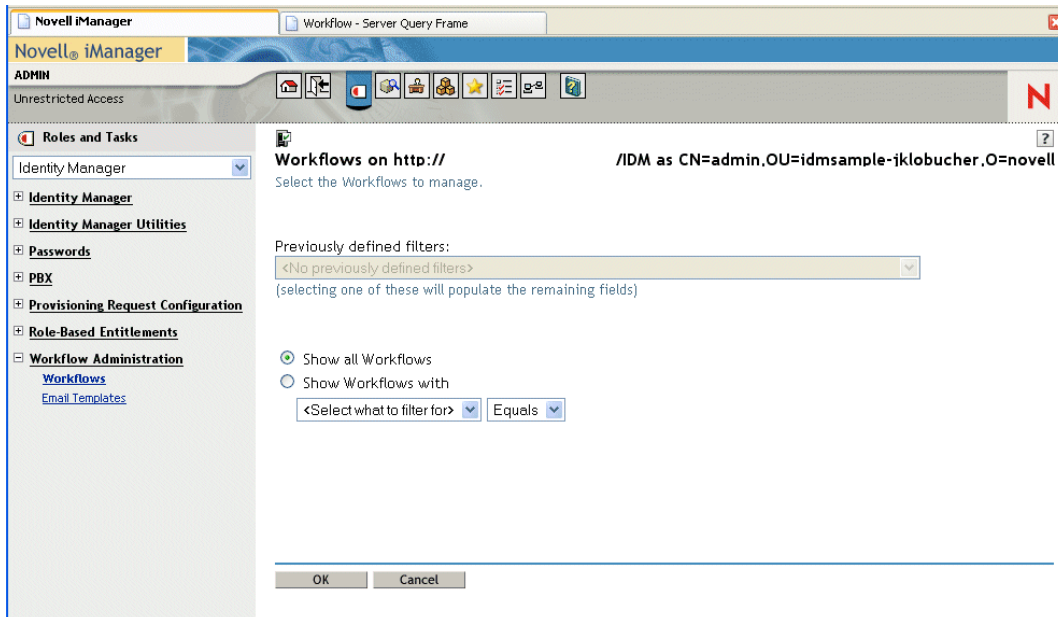 Novell iManager
Workflow - Server Query Frame
Novell® iManager
ADMIN
Unrestricted Access
N
Roles and Tasks
Identity Manager
Identity Manager
Identity Manager Utilities
Passwords
PBX
Provisioning Request Configuration
Role-Based Entitlements
Workflow Administration
Workflows
Email Templates
?
Workflows on http:// /IDM as CN=admin,OU=idmsample-jklobucher,O=novell
Select the Workflows to manage.
Previously defined filters:
<No previously defined filters>
(selecting one of these will populate the remaining fields)
Show all Workflows
Show Workflows with
<Select what to filter for> Equals
OK Cancel